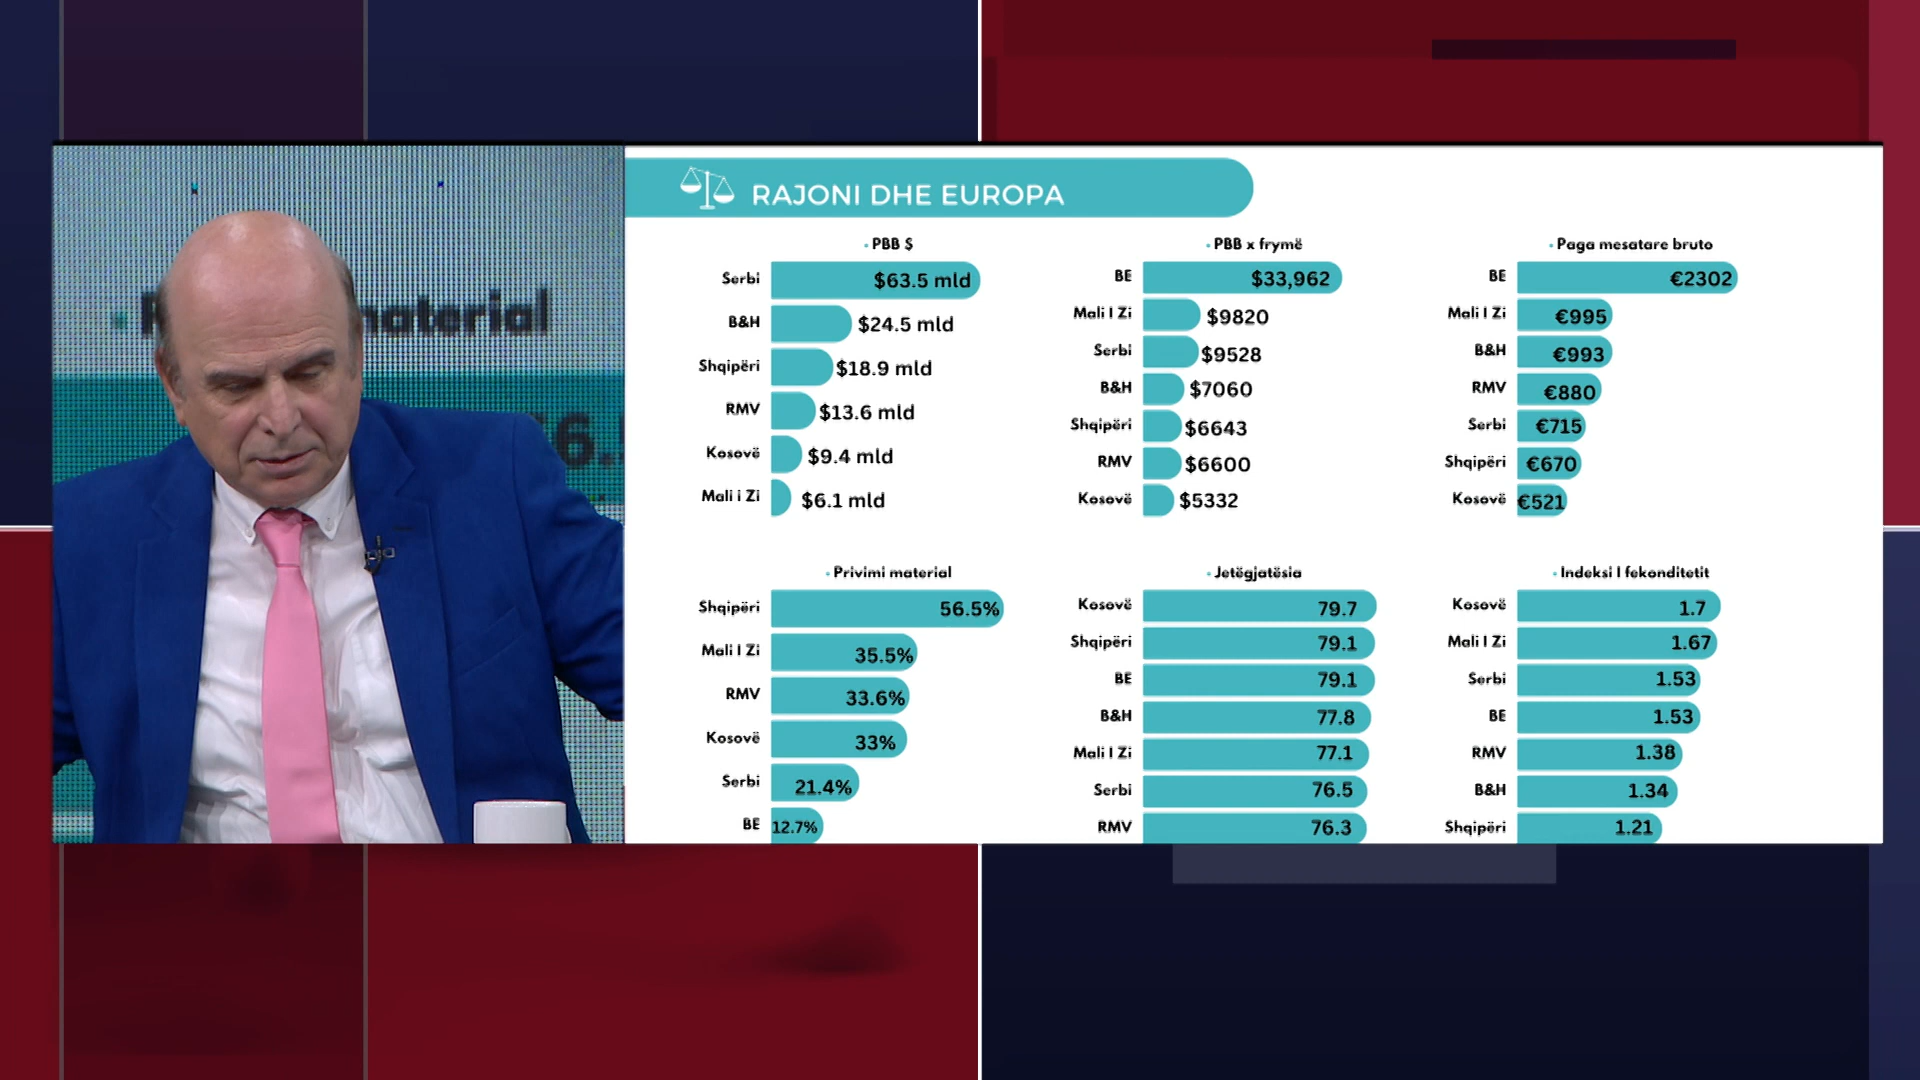 RAJONI DHE EUROPA
• PBB $
Serbi $63.5 mld
B&H $24.5 mld
Shqipëri $18.9 mld
RMV $13.6 mld
Kosovë $9.4 mld
Mali i Zi $6.1 mld
• PBB x frymë
BE $33,962
Mali I Zi $9820
Serbi $9528
B&H $7060
Shqipëri $6643
RMV $6600
Kosovë $5332
• Paga mesatare bruto
BE €2302
Mali I Zi €995
B&H €993
RMV €880
Serbi €715
Shqipëri €670
Kosovë €521
• Privimi material
Shqipëri 56.5%
Mali I Zi 35.5%
RMV 33.6%
Kosovë 33%
Serbi 21.4%
BE 12.7%
• Jetëgjatësia
Kosovë 79.7
Shqipëri 79.1
BE 79.1
B&H 77.8
Mali I Zi 77.1
Serbi 76.5
RMV 76.3
• Indeksi I fekonditetit
Kosovë 1.7
Mali I Zi 1.67
Serbi 1.53
BE 1.53
RMV 1.38
B&H 1.34
Shqipëri 1.21
material